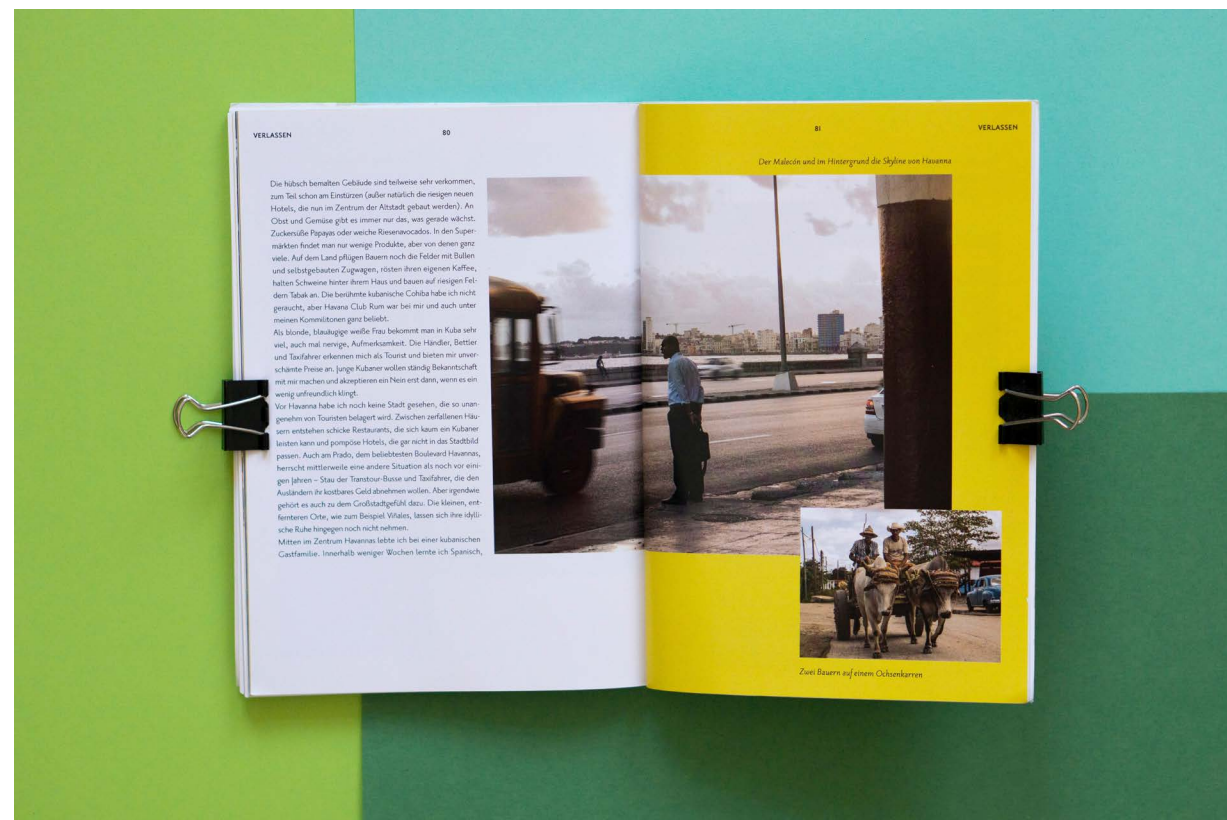 VERLASSEN
80
Die hübsch bemalten Gebäude sind teilweise sehr verkommen,
zum Teil schon am Einstürzen (außer natürlich die riesigen neuen
Hotels, die nun im Zentrum der Altstadt gebaut werden). An
Obst und Gemüse gibt es immer nur das, was gerade wächst.
Zuckersüße Papayas oder weiche Riesenavocados. In den Super-
märkten findet man nur wenige Produkte, aber von denen ganz
viele. Auf dem Land pflügen Bauern noch die Felder mit Bullen
und selbstgebauten Zugwagen, rösten ihren eigenen Kaffee,
halten Schweine hinter ihrem Haus und bauen auf riesigen Fel-
dern Tabak an. Die berühmte kubanische Cohiba habe ich nicht
geraucht, aber Havana Club Rum war bei mir und auch unter
meinen Kommilitonen ganz beliebt.
Als blonde, blauäugige weiße Frau bekommt man in Kuba sehr
viel, auch mal nervige, Aufmerksamkeit. Die Händler, Bettler
und Taxifahrer erkennen mich als Tourist und bieten mir unver-
schämte Preise an. Junge Kubaner wollen ständig Bekanntschaft
mit mir machen und akzeptieren ein Nein erst dann, wenn es ein
wenig unfreundlich klingt.
Vor Havanna habe ich noch keine Stadt gesehen, die so unan-
genehm von Touristen belagert wird. Zwischen zerfallenen Häu-
sern entstehen schicke Restaurants, die sich kaum ein Kubaner
leisten kann und pompöse Hotels, die gar nicht in das Stadtbild
passen. Auch am Prado, dem beliebtesten Boulevard Havannas,
herrscht mittlerweile eine andere Situation als noch vor eini-
gen Jahren – Stau der Transtour-Busse und Taxifahrer, die den
Ausländern ihr kostbares Geld abnehmen wollen. Aber irgendwie
gehört es auch zu dem Großstadtgefühl dazu. Die kleinen, ent-
fernteren Orte, wie zum Beispiel Viñales, lassen sich ihre idylli-
sche Ruhe hingegen noch nicht nehmen.
Mitten im Zentrum Havannas lebte ich bei einer kubanischen
Gastfamilie. Innerhalb weniger Wochen lernte ich Spanisch,
81
VERLASSEN
Der Malecón und im Hintergrund die Skyline von Havanna
Zwei Bauern auf einem Ochsenkarren